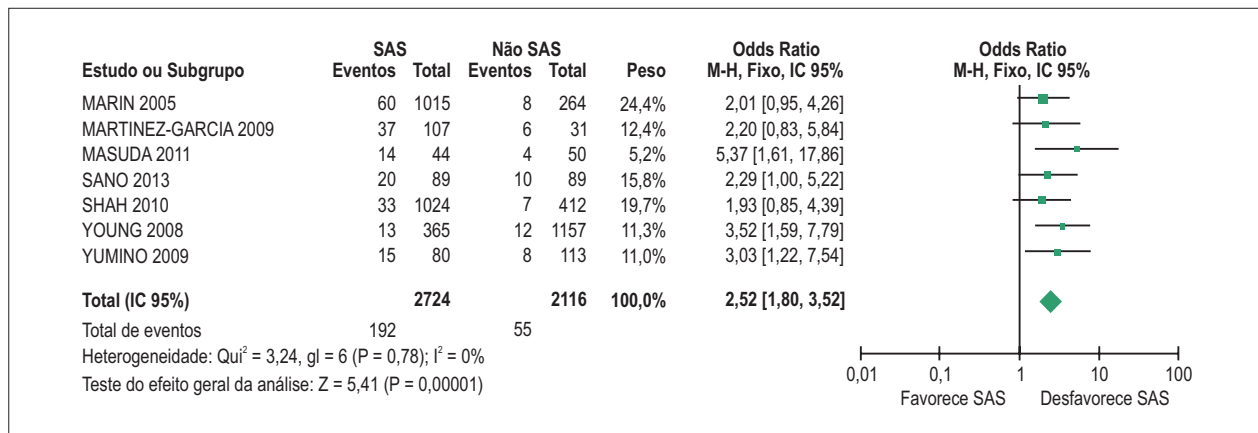 SAS Não SAS Odds Ratio Odds Ratio
Estudo ou Subgrupo Eventos Total Eventos Total Peso M-H, Fixo, IC 95% M-H, Fixo, IC 95%
MARIN 2005 60 1015 8 264 24,4% 2,01 [0,95, 4,26]
MARTINEZ-GARCIA 2009 37 107 6 31 12,4% 2,20 [0,83, 5,84]
MASUDA 2011 14 44 4 50 5,2% 5,37 [1,61, 17,86]
SANO 2013 20 89 10 89 15,8% 2,29 [1,00, 5,22]
SHAH 2010 33 1024 7 412 19,7% 1,93 [0,85, 4,39]
YOUNG 2008 13 365 12 1157 11,3% 3,52 [1,59, 7,79]
YUMINO 2009 15 80 8 113 11,0% 3,03 [1,22, 7,54]
Total (IC 95%) 2724 2116 100,0% 2,52 [1,80, 3,52]
Total de eventos 192 55
Heterogeneidade: Qui² = 3,24, gl = 6 (P = 0,78); I² = 0%
Teste do efeito geral da análise: Z = 5,41 (P = 0,00001)
0,01 0,1 1 10 100
Favorece SAS Desfavorece SAS